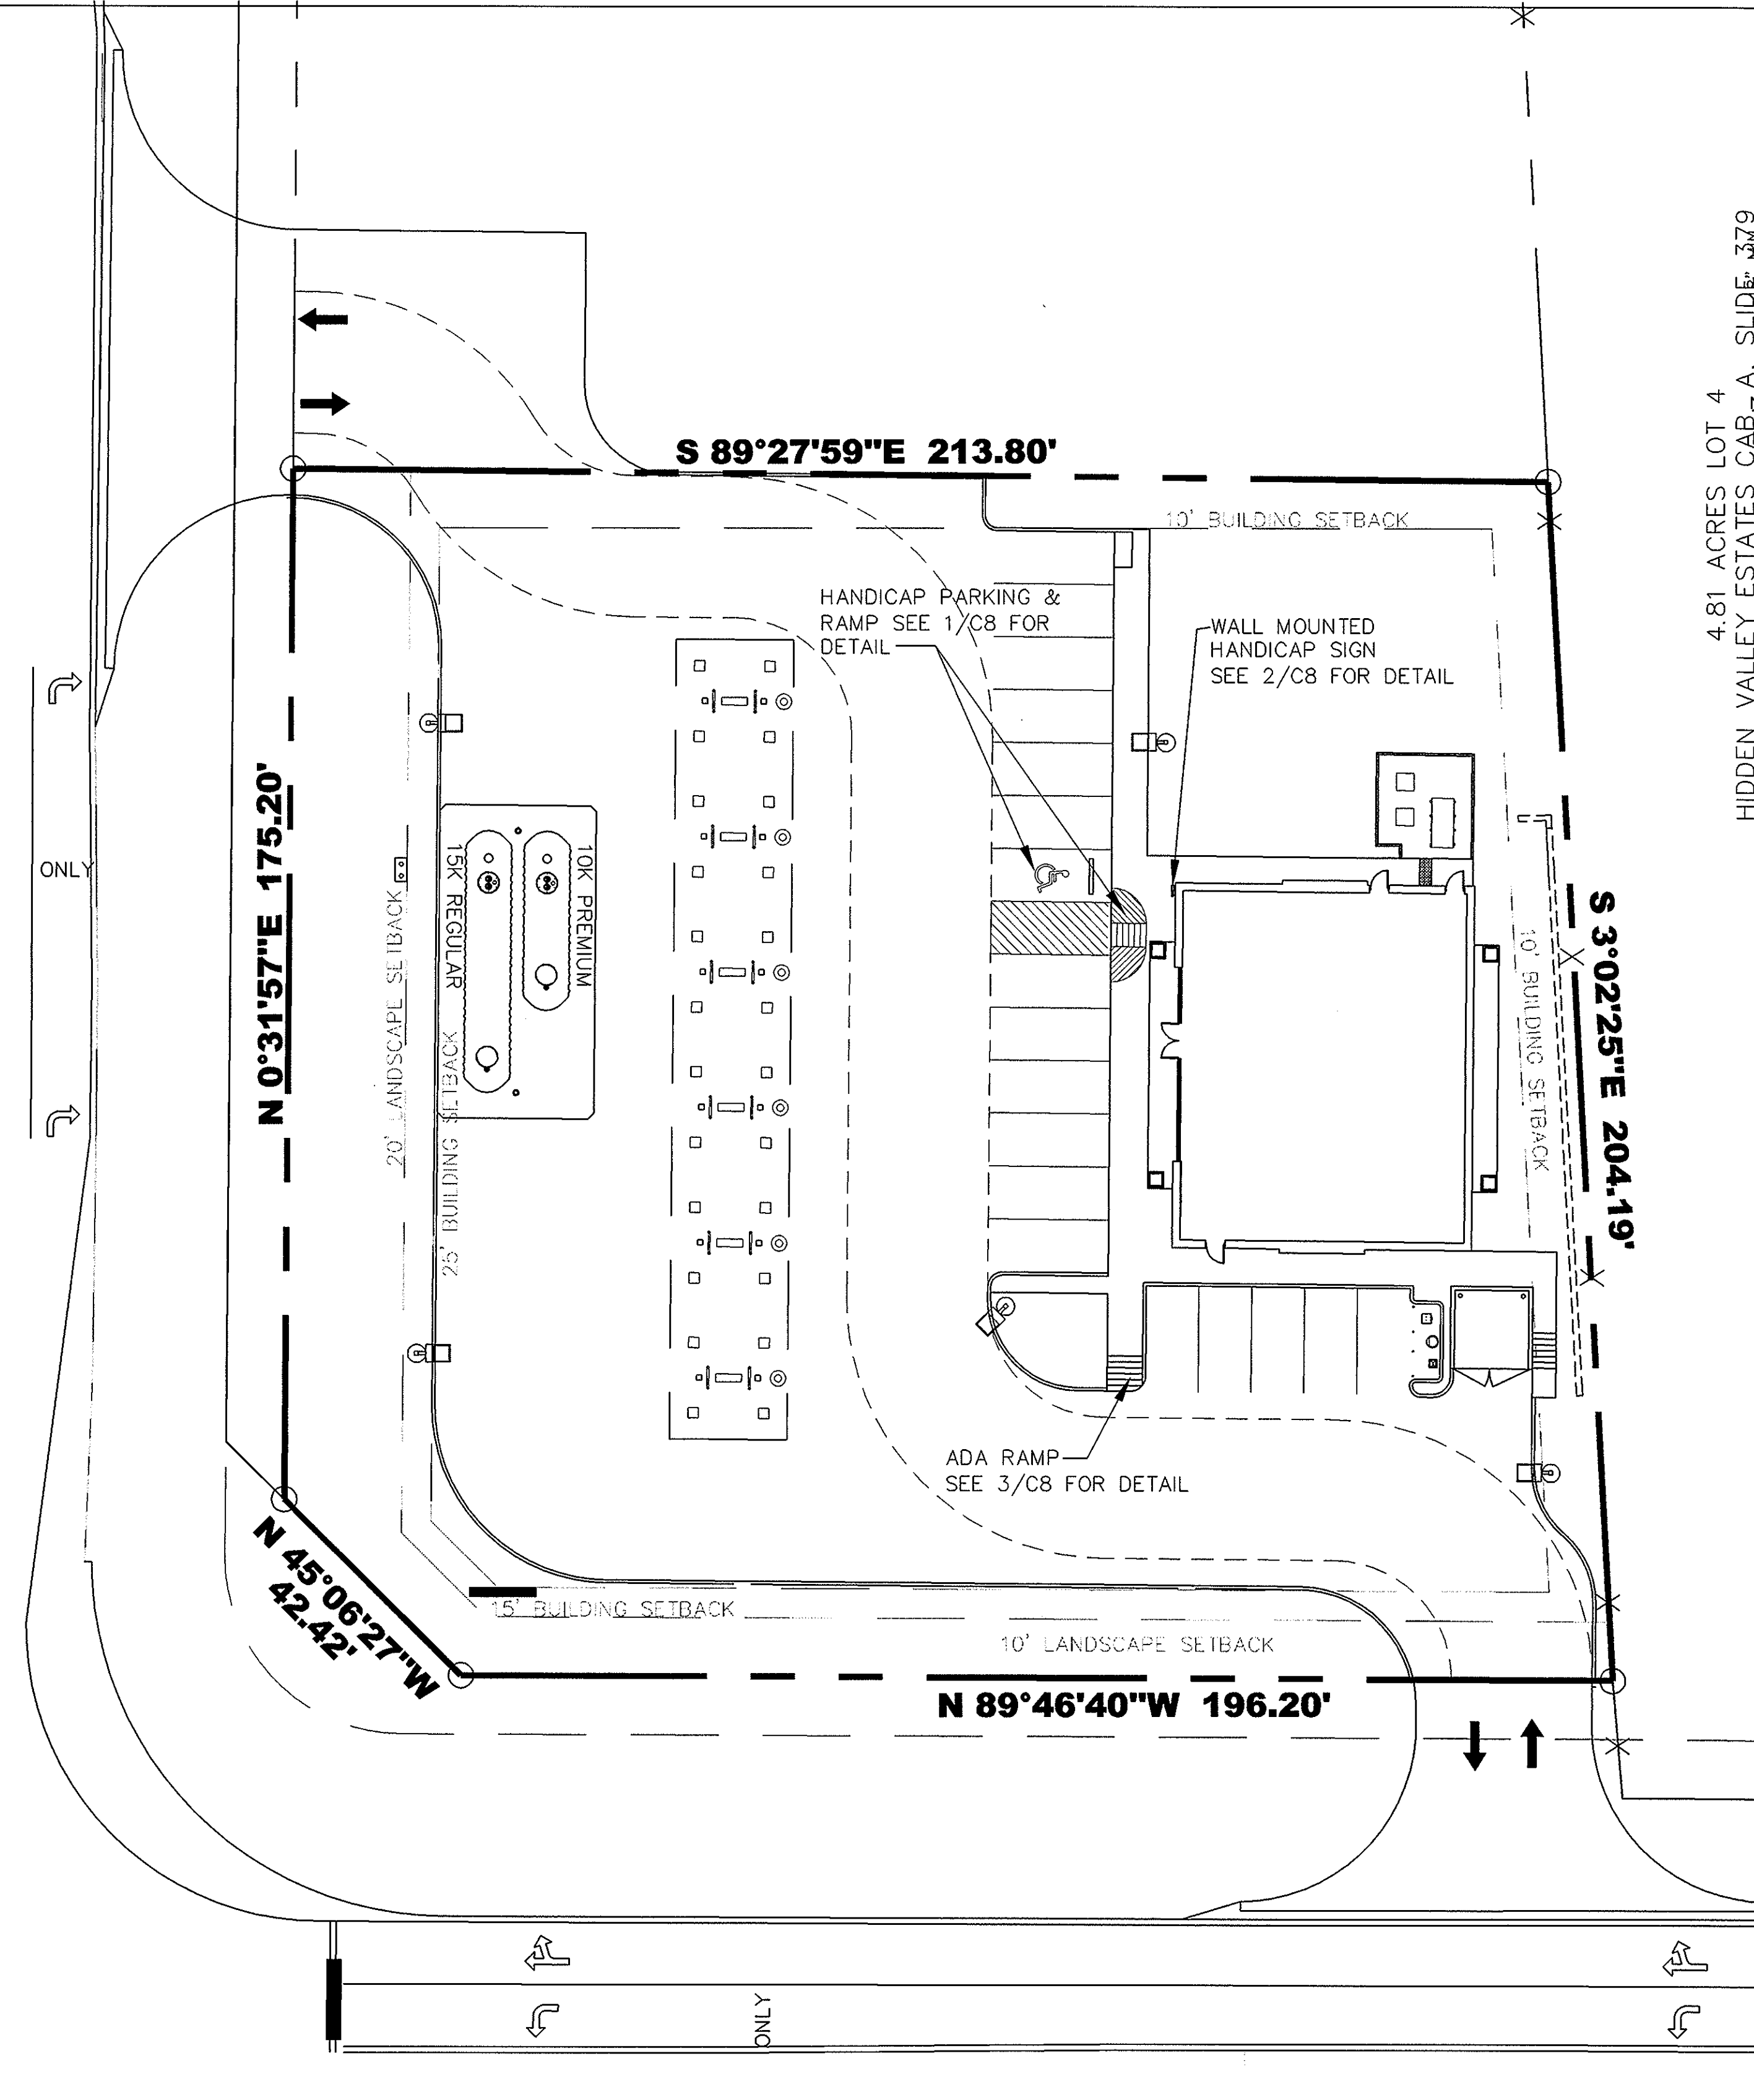 S 89°27'59"E 213.80'
10' BUILDING SETBACK
HANDICAP PARKING &
RAMP SEE 1/C8 FOR
DETAIL
WALL MOUNTED
HANDICAP SIGN
SEE 2/C8 FOR DETAIL
4.81 ACRES LOT 4
HIDDEN VALLEY ESTATES CAB. A, SLIDE 379
ONLY
N 0°31'57"E 175.20'
20' LANDSCAPE SETBACK
25' BUILDING SETBACK
15K REGULAR
10K PREMIUM
10' BUILDING SETBACK
S 3°02'25"E 204.19'
ADA RAMP
SEE 3/C8 FOR DETAIL
N 45°06'27"W
42.42'
15' BUILDING SETBACK
10' LANDSCAPE SETBACK
N 89°46'40"W 196.20'
ONLY